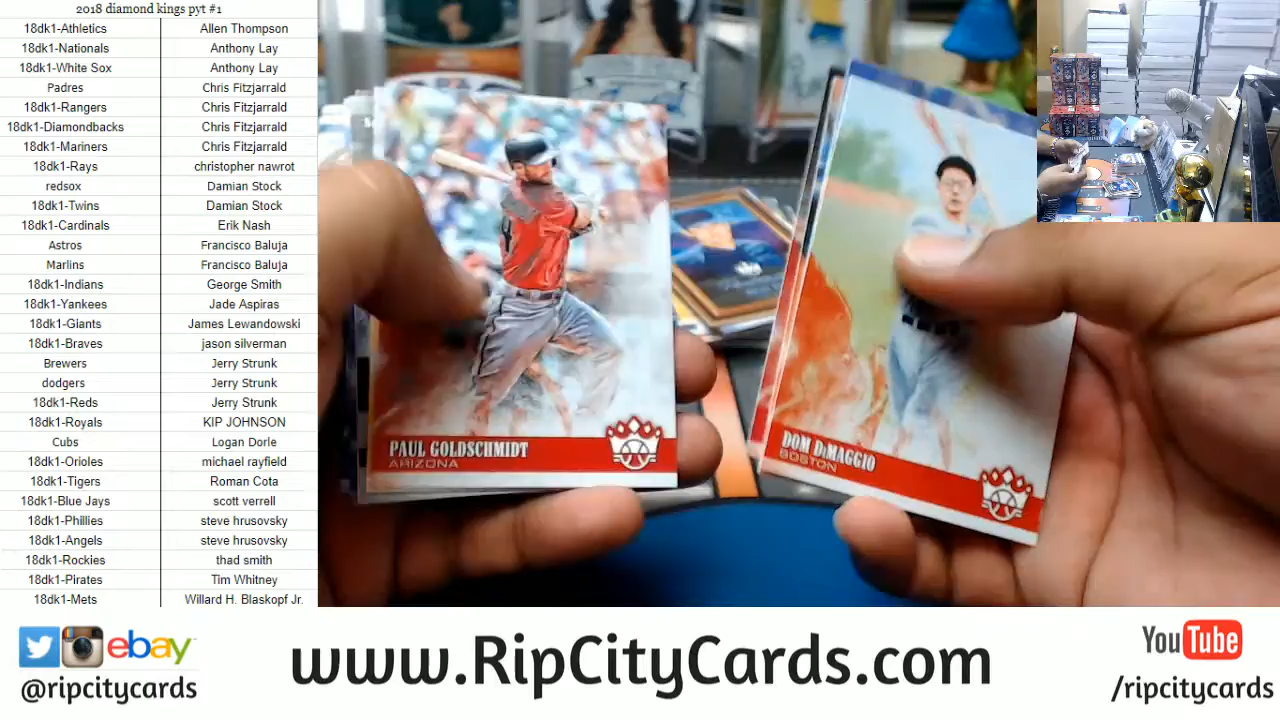 2018 diamond kings pyt #1
18dk1-Athletics Allen Thompson
18dk1-Nationals Anthony Lay
18dk1-White Sox Anthony Lay
Padres Chris Fitzjarrald
18dk1-Rangers Chris Fitzjarrald
18dk1-Diamondbacks Chris Fitzjarrald
18dk1-Mariners Chris Fitzjarrald
18dk1-Rays christopher nawrot
redsox Damian Stock
18dk1-Twins Damian Stock
18dk1-Cardinals Erik Nash
Astros Francisco Baluja
Marlins Francisco Baluja
18dk1-Indians George Smith
18dk1-Yankees Jade Aspiras
18dk1-Giants James Lewandowski
18dk1-Braves jason silverman
Brewers Jerry Strunk
dodgers Jerry Strunk
18dk1-Reds Jerry Strunk
18dk1-Royals KIP JOHNSON
Cubs Logan Dorle
18dk1-Orioles michael rayfield
18dk1-Tigers Roman Cota
18dk1-Blue Jays scott verrell
18dk1-Phillies steve hrusovsky
18dk1-Angels steve hrusovsky
18dk1-Rockies thad smith
18dk1-Pirates Tim Whitney
18dk1-Mets Willard H. Blaskopf Jr.
PAUL GOLDSCHMIDT
ARIZONA
DOM DiMAGGIO
BOSTON
ebay
@ripcitycards
www.RipCityCards.com
YouTube
/ripcitycards